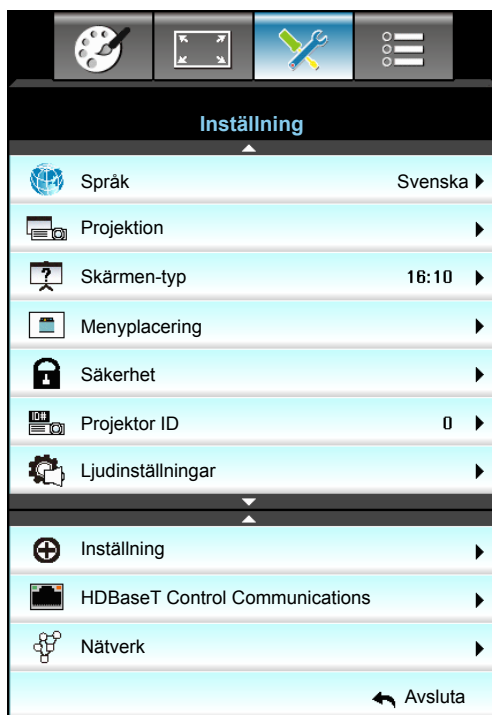 Inställning
Språk Svenska
Projektion
?
Skärmen-typ 16:10
Menyplacering
Säkerhet
ID#
Projektor ID 0
Ljudinställningar
Inställning
HDBaseT Control Communications
Nätverk
Avsluta